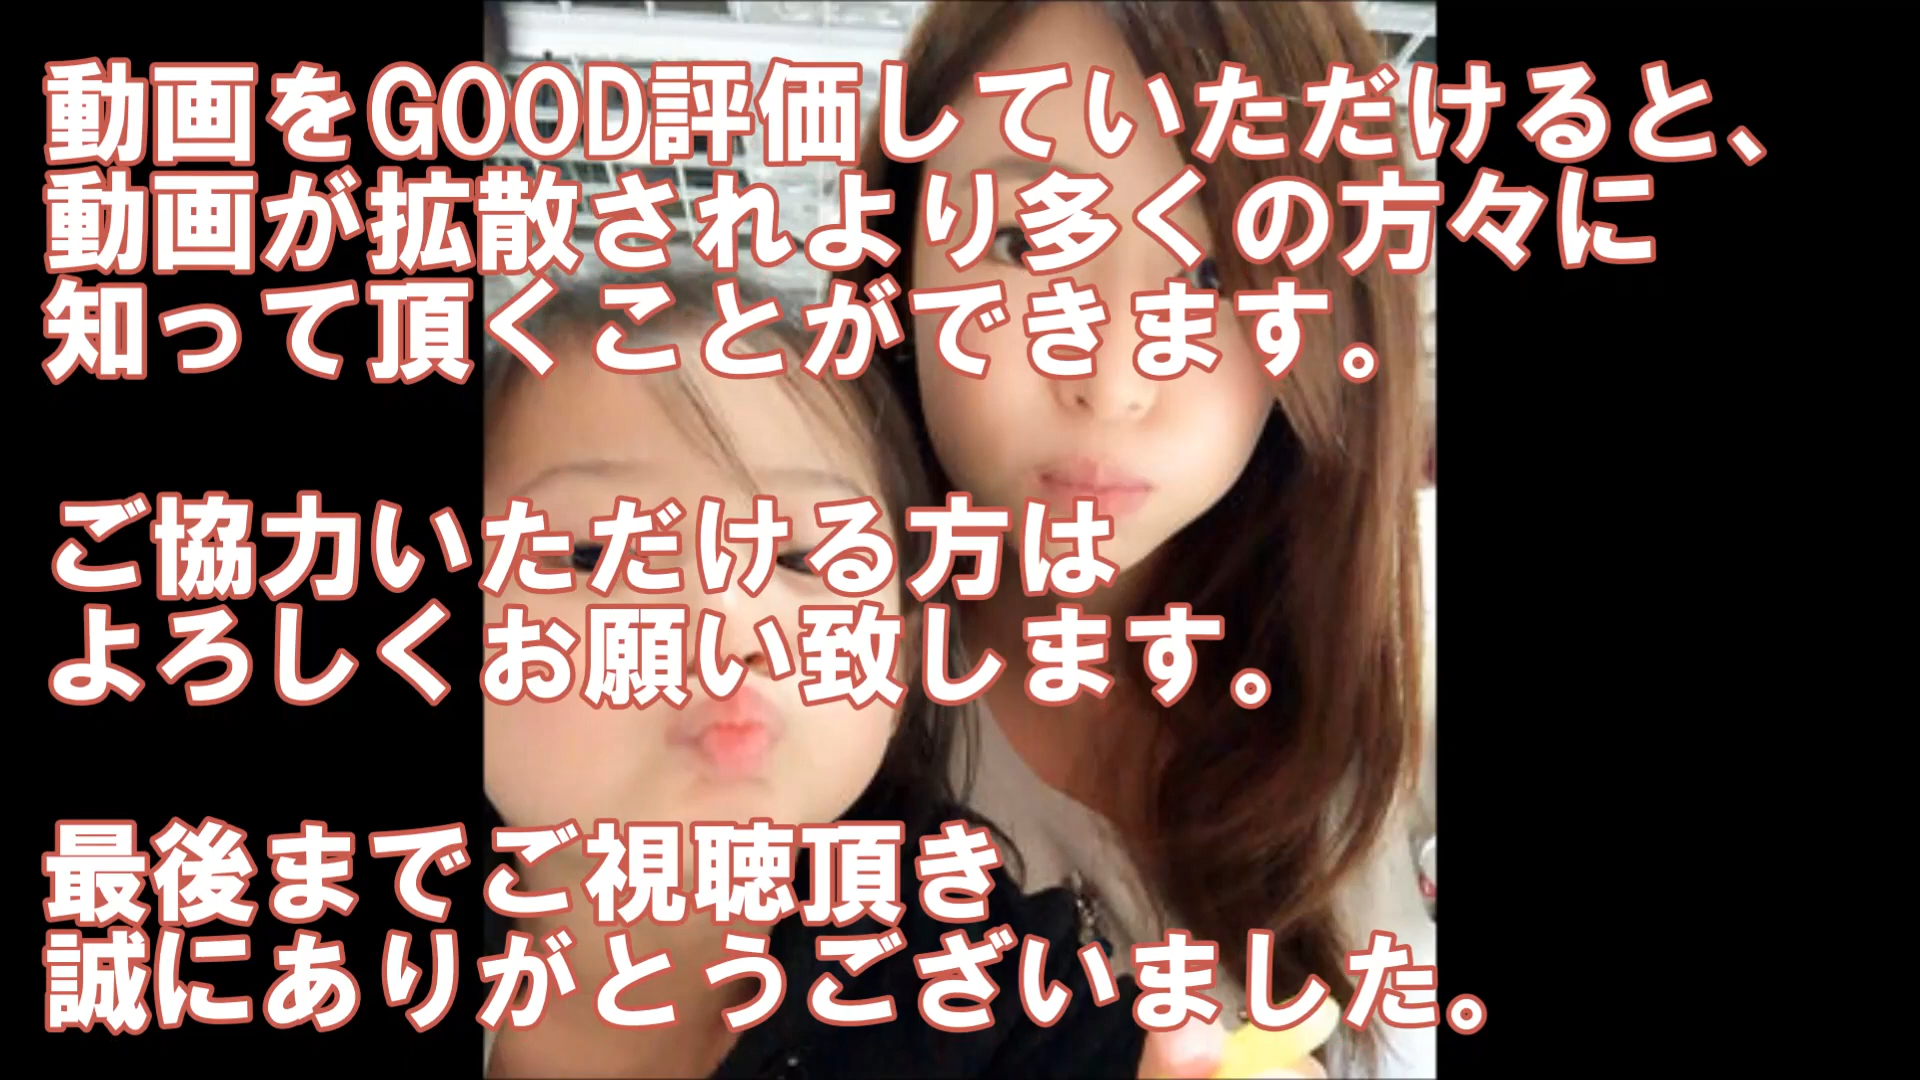 動画をGOOD評価していただけると、
動画が拡散されより多くの方々に
知って頂くことができます。
ご協力いただける方は
よろしくお願い致します。
最後までご視聴頂き
誠にありがとうございました。